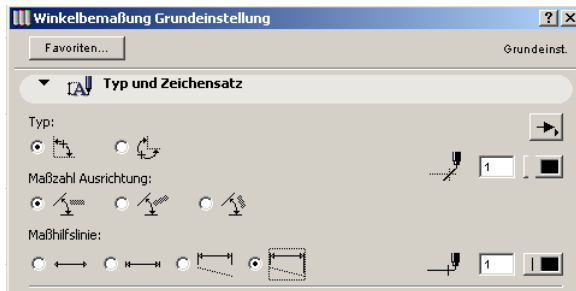 Winkelbemaßung Grundeinstellung
Favoriten...
Grundeinst.
Typ und Zeichensatz
Typ:
1
Maßzahl Ausrichtung:
Maßhilfslinie:
1